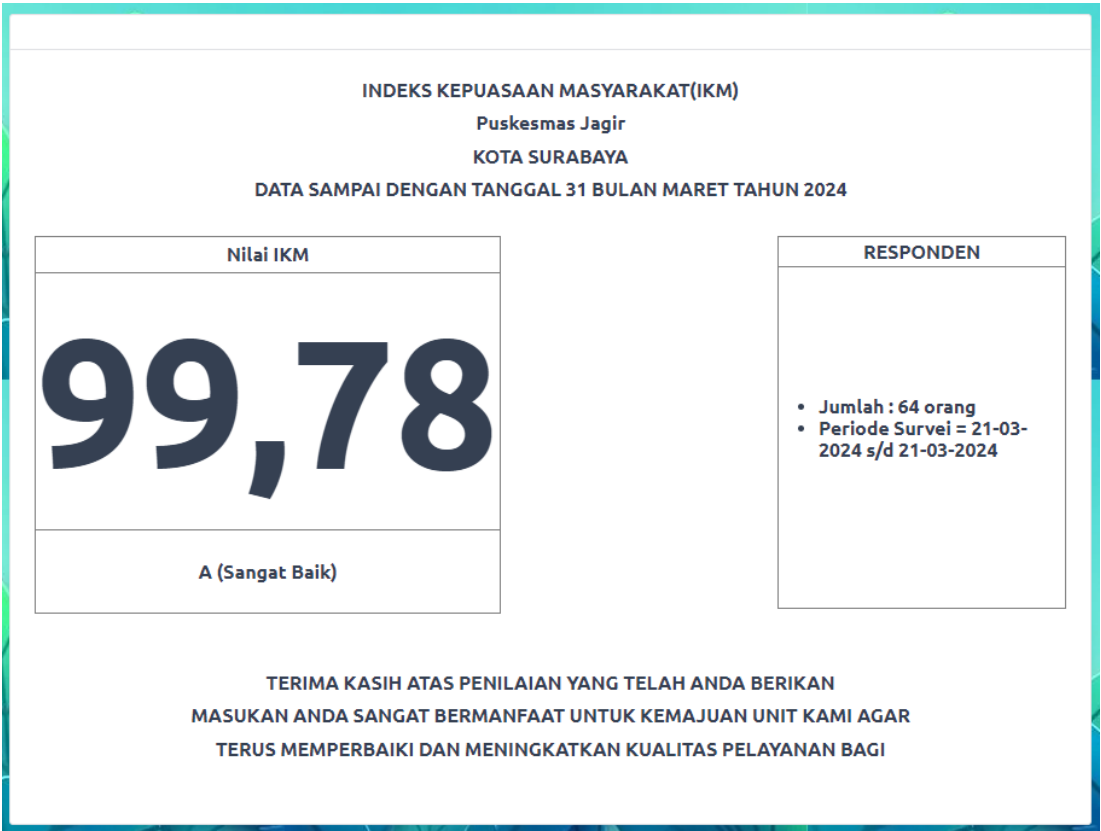 INDEKS KEPUASAAN MASYARAKAT(IKM)
Puskesmas Jagir
KOTA SURABAYA
DATA SAMPAI DENGAN TANGGAL 31 BULAN MARET TAHUN 2024
Nilai IKM
99,78
A (Sangat Baik)
RESPONDEN
• Jumlah : 64 orang
• Periode Survei = 21-03-
2024 s/d 21-03-2024
TERIMA KASIH ATAS PENILAIAN YANG TELAH ANDA BERIKAN
MASUKAN ANDA SANGAT BERMANFAAT UNTUK KEMAJUAN UNIT KAMI AGAR
TERUS MEMPERBAIKI DAN MENINGKATKAN KUALITAS PELAYANAN BAGI